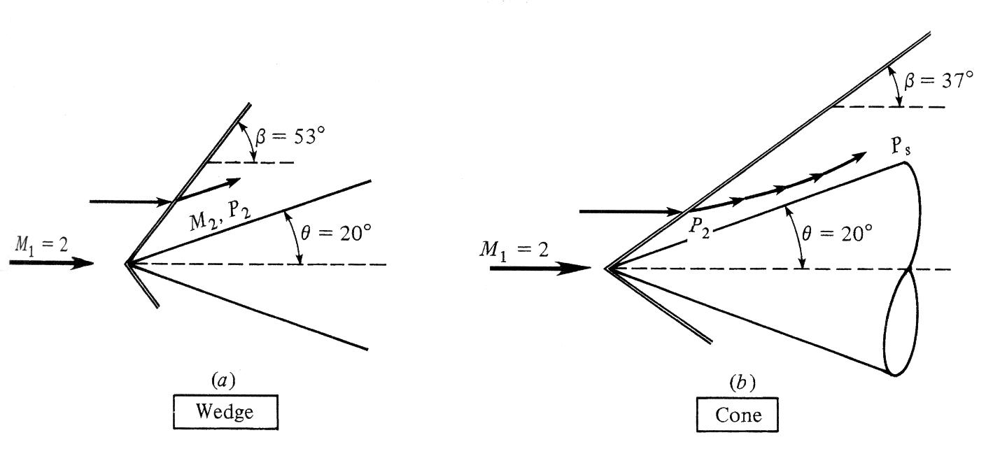 β = 53°
M₂, P₂
θ = 20°
M₁ = 2
(a)
Wedge
β = 37°
Pₛ
P₂
θ = 20°
M₁ = 2
(b)
Cone